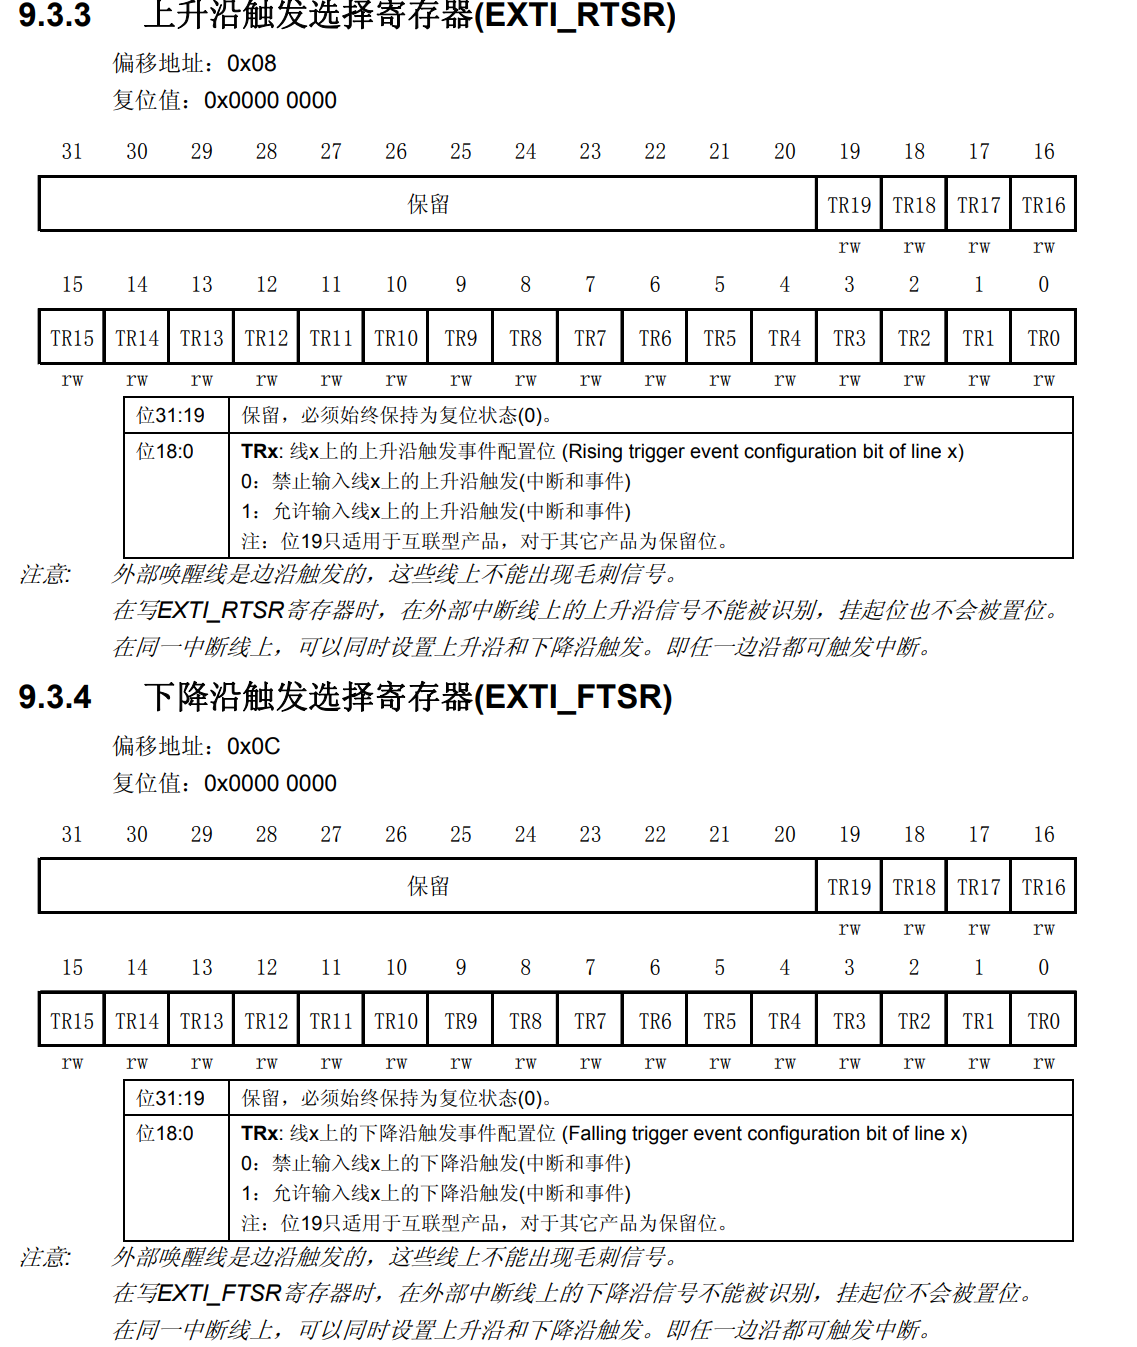 9.3.3 上升沿触发选择寄存器(EXTI_RTSR)
偏移地址：0x08
复位值：0x0000 0000
31 30 29 28 27 26 25 24 23 22 21 20 19 18 17 16
保留 TR19 TR18 TR17 TR16
rw rw rw rw
15 14 13 12 11 10 9 8 7 6 5 4 3 2 1 0
TR15 TR14 TR13 TR12 TR11 TR10 TR9 TR8 TR7 TR6 TR5 TR4 TR3 TR2 TR1 TR0
rw rw rw rw rw rw rw rw rw rw rw rw rw rw rw rw
位31:19 保留，必须始终保持为复位状态(0)。
位18:0 TRx: 线x上的上升沿触发事件配置位 (Rising trigger event configuration bit of line x)
0：禁止输入线x上的上升沿触发(中断和事件)
1：允许输入线x上的上升沿触发(中断和事件)
注：位19只适用于互联型产品，对于其它产品为保留位。
注意: 外部唤醒线是边沿触发的，这些线上不能出现毛刺信号。
在写EXTI_RTSR寄存器时，在外部中断线上的上升沿信号不能被识别，挂起位也不会被置位。
在同一中断线上，可以同时设置上升沿和下降沿触发。即任一边沿都可触发中断。
9.3.4 下降沿触发选择寄存器(EXTI_FTSR)
偏移地址：0x0C
复位值：0x0000 0000
31 30 29 28 27 26 25 24 23 22 21 20 19 18 17 16
保留 TR19 TR18 TR17 TR16
rw rw rw rw
15 14 13 12 11 10 9 8 7 6 5 4 3 2 1 0
TR15 TR14 TR13 TR12 TR11 TR10 TR9 TR8 TR7 TR6 TR5 TR4 TR3 TR2 TR1 TR0
rw rw rw rw rw rw rw rw rw rw rw rw rw rw rw rw
位31:19 保留，必须始终保持为复位状态(0)。
位18:0 TRx: 线x上的下降沿触发事件配置位 (Falling trigger event configuration bit of line x)
0：禁止输入线x上的下降沿触发(中断和事件)
1：允许输入线x上的下降沿触发(中断和事件)
注：位19只适用于互联型产品，对于其它产品为保留位。
注意: 外部唤醒线是边沿触发的，这些线上不能出现毛刺信号。
在写EXTI_FTSR寄存器时，在外部中断线上的下降沿信号不能被识别，挂起位不会被置位。
在同一中断线上，可以同时设置上升沿和下降沿触发。即任一边沿都可触发中断。